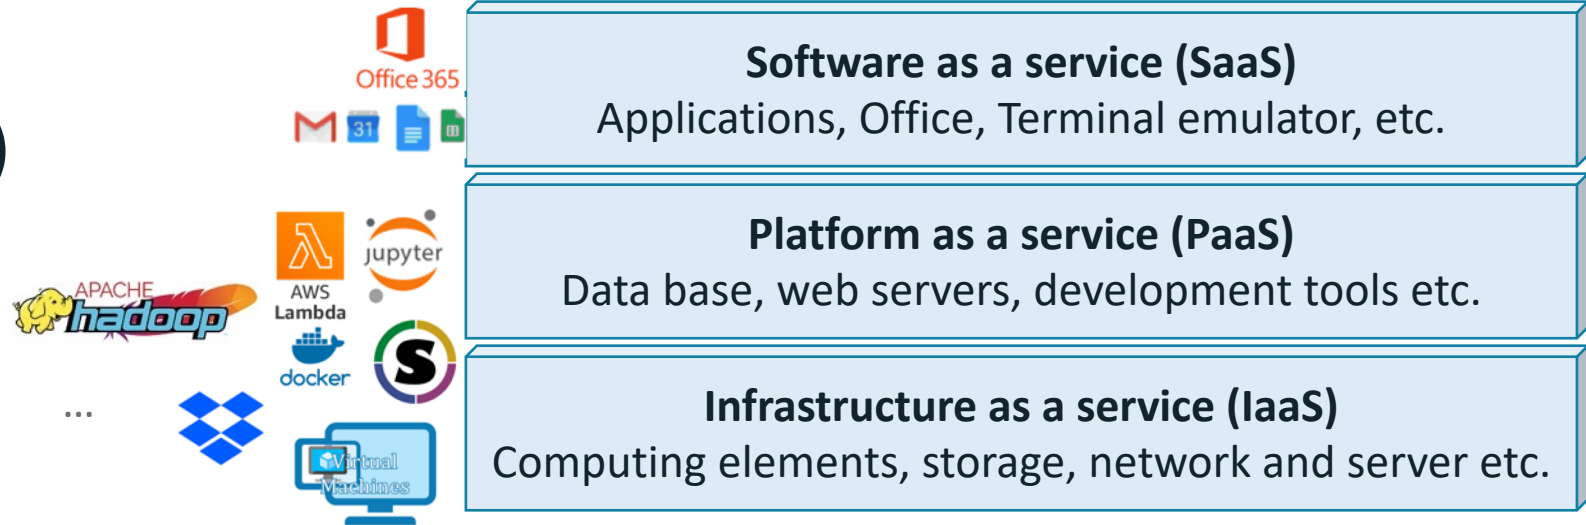 Office 365
31
Software as a service (SaaS)
Applications, Office, Terminal emulator, etc.
APACHE
hadoop
AWS
Lambda
jupyter
docker
S
Platform as a service (PaaS)
Data base, web servers, development tools etc.
...
Virtual
Machines
Infrastructure as a service (IaaS)
Computing elements, storage, network and server etc.